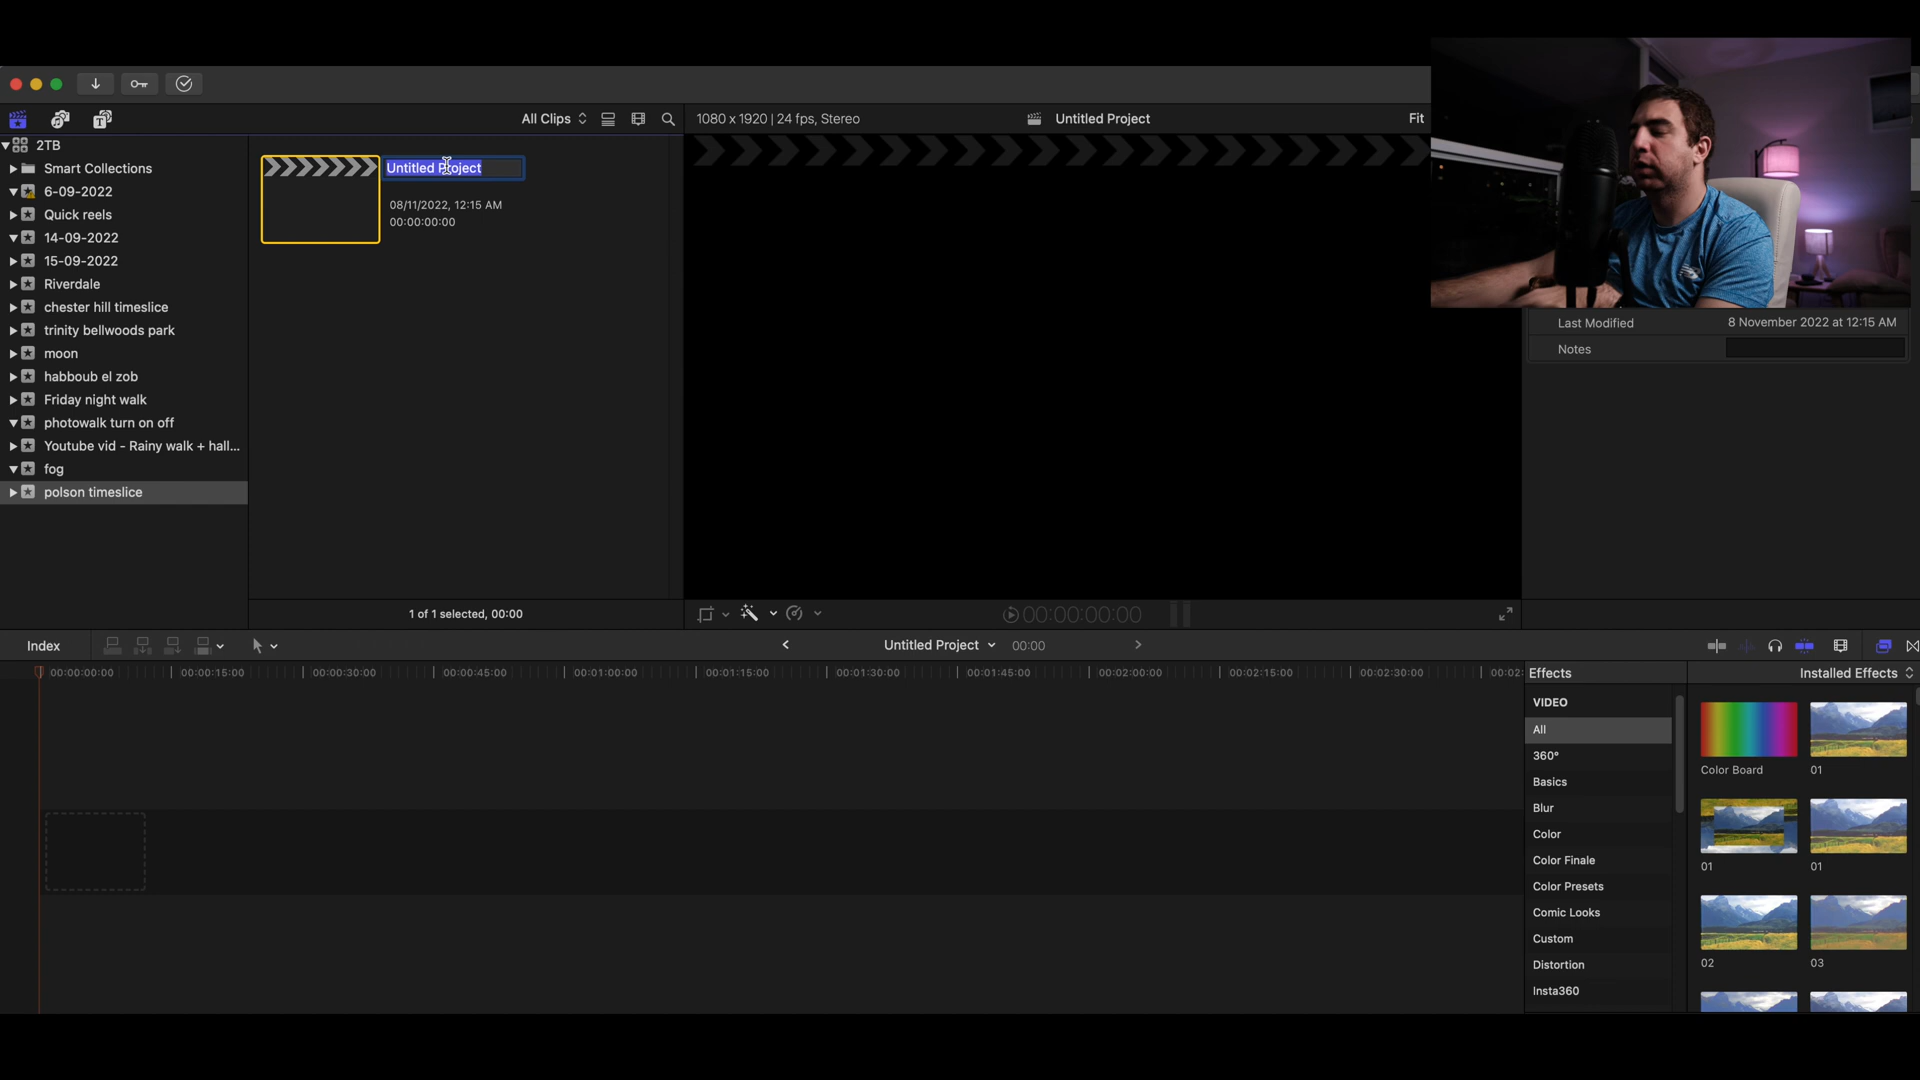 All Clips
1080 x 1920 | 24 fps, Stereo
Untitled Project
Fit
2TB
Smart Collections
6-09-2022
Quick reels
14-09-2022
15-09-2022
Riverdale
chester hill timeslice
trinity bellwoods park
moon
habboub el zob
Friday night walk
photowalk turn on off
Youtube vid - Rainy walk + hall...
fog
polson timeslice
Untitled Project
08/11/2022, 12:15 AM
00:00:00:00
1 of 1 selected, 00:00
Last Modified
8 November 2022 at 12:15 AM
Notes
00:00:00:00
Index
Untitled Project
00:00
00:00:00:00
00:00:15:00
00:00:30:00
00:00:45:00
00:01:00:00
00:01:15:00
00:01:30:00
00:01:45:00
00:02:00:00
00:02:15:00
00:02:30:00
00:02:
Effects
Installed Effects
VIDEO
All
360°
Basics
Blur
Color
Color Finale
Color Presets
Comic Looks
Custom
Distortion
Insta360
Color Board
01
01
01
02
03